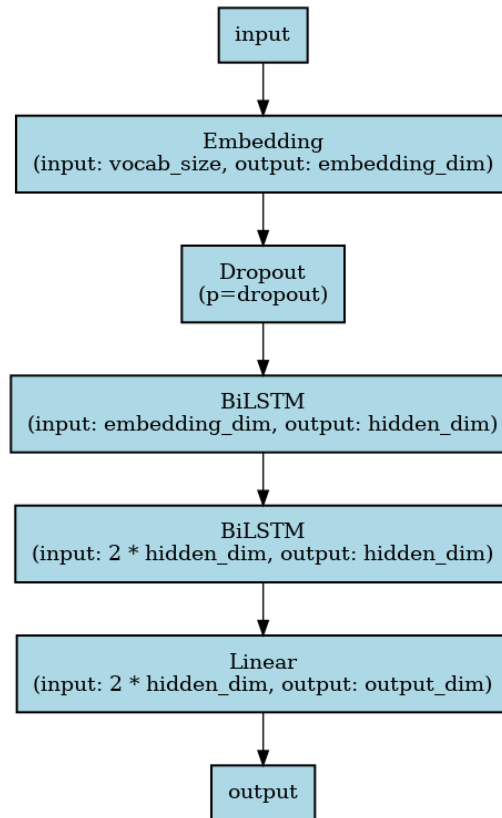 input
Embedding
(input: vocab_size, output: embedding_dim)
Dropout
(p=dropout)
BiLSTM
(input: embedding_dim, output: hidden_dim)
BiLSTM
(input: 2 * hidden_dim, output: hidden_dim)
Linear
(input: 2 * hidden_dim, output: output_dim)
output